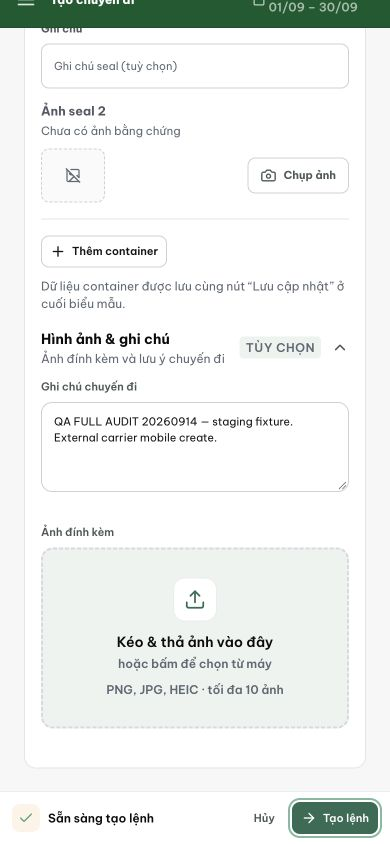 Tạo chuyến đi
01/09 – 30/09
Ghi chú
Ghi chú seal (tuỳ chọn)
Ảnh seal 2
Chưa có ảnh bằng chứng
Chụp ảnh
Thêm container
Dữ liệu container được lưu cùng nút “Lưu cập nhật” ở
cuối biểu mẫu.
Hình ảnh & ghi chú
Ảnh đính kèm và lưu ý chuyến đi
TÙY CHỌN
Ghi chú chuyến đi
QA FULL AUDIT 20260914 — staging fixture.
External carrier mobile create.
Ảnh đính kèm
Kéo & thả ảnh vào đây
hoặc bấm để chọn từ máy
PNG, JPG, HEIC · tối đa 10 ảnh
Sẵn sàng tạo lệnh
Hủy
Tạo lệnh